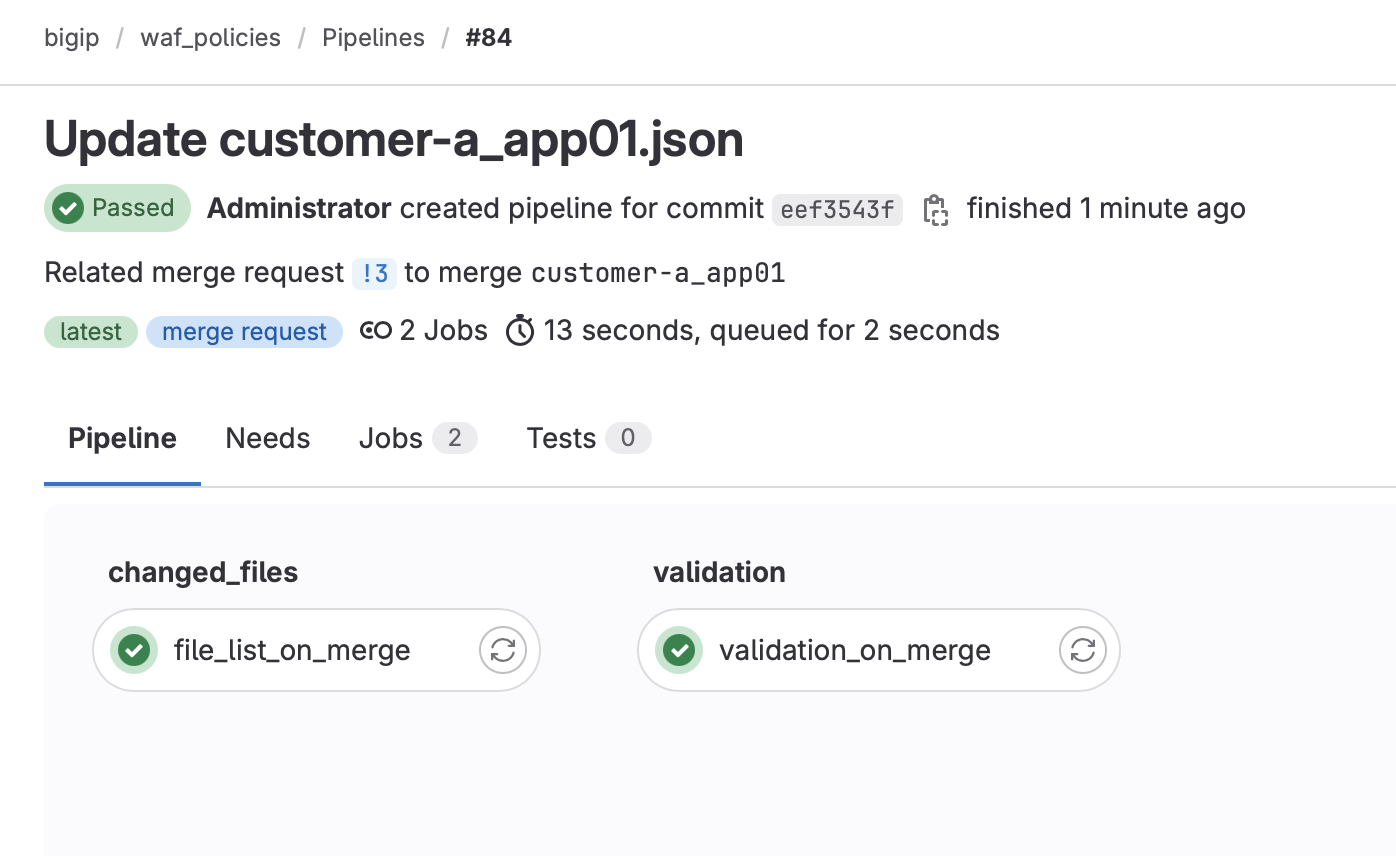 bigip / waf_policies / Pipelines / #84
Update customer-a_app01.json
Passed Administrator created pipeline for commit eef3543f finished 1 minute ago
Related merge request !3 to merge customer-a_app01
latest merge request 2 Jobs 13 seconds, queued for 2 seconds
Pipeline Needs Jobs 2 Tests 0
changed_files validation
file_list_on_merge validation_on_merge